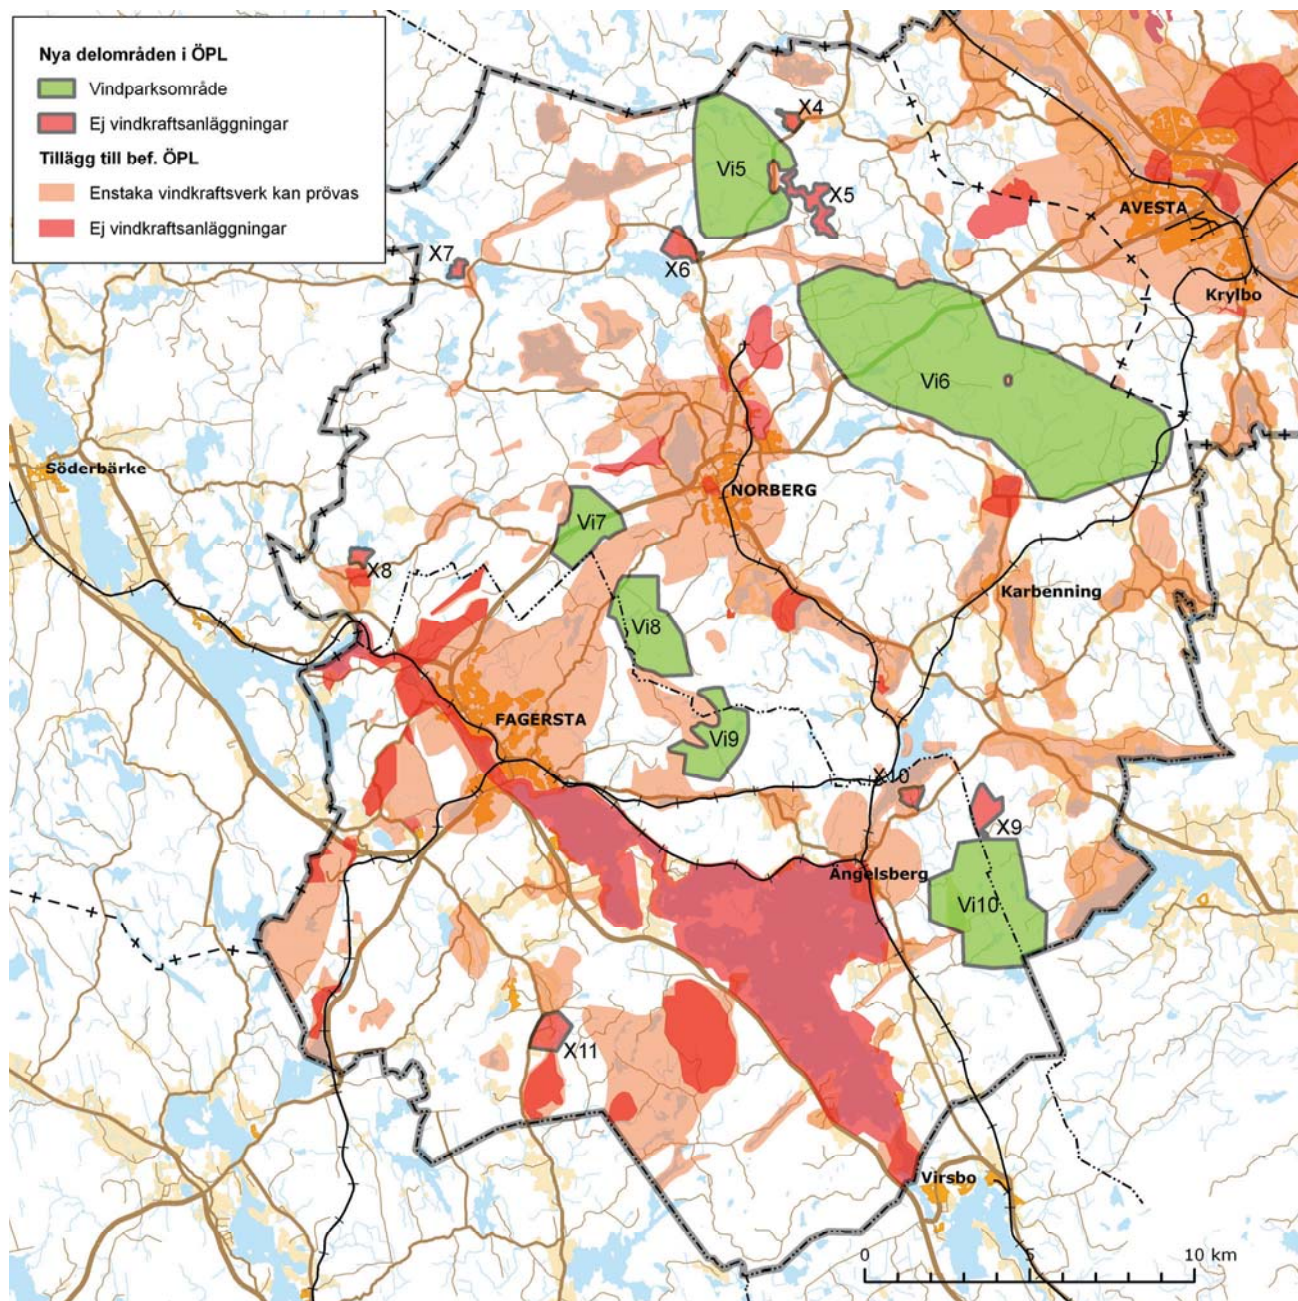 Nya delområden i ÖPL
Vindparksområde
Ej vindkraftsanläggningar
Tillägg till bef. ÖPL
Enstaka vindkraftsverk kan prövas
Ej vindkraftsanläggningar
X4
Vi5
X5
AVESTA
X6
X7
Krylbo
Vi6
Söderbärke
NORBERG
Vi7
X8
Karbenning
Vi8
FAGERSTA
Vi9
X10
X9
Ängelsberg
Vi10
X11
Virsbo
0 5 10 km